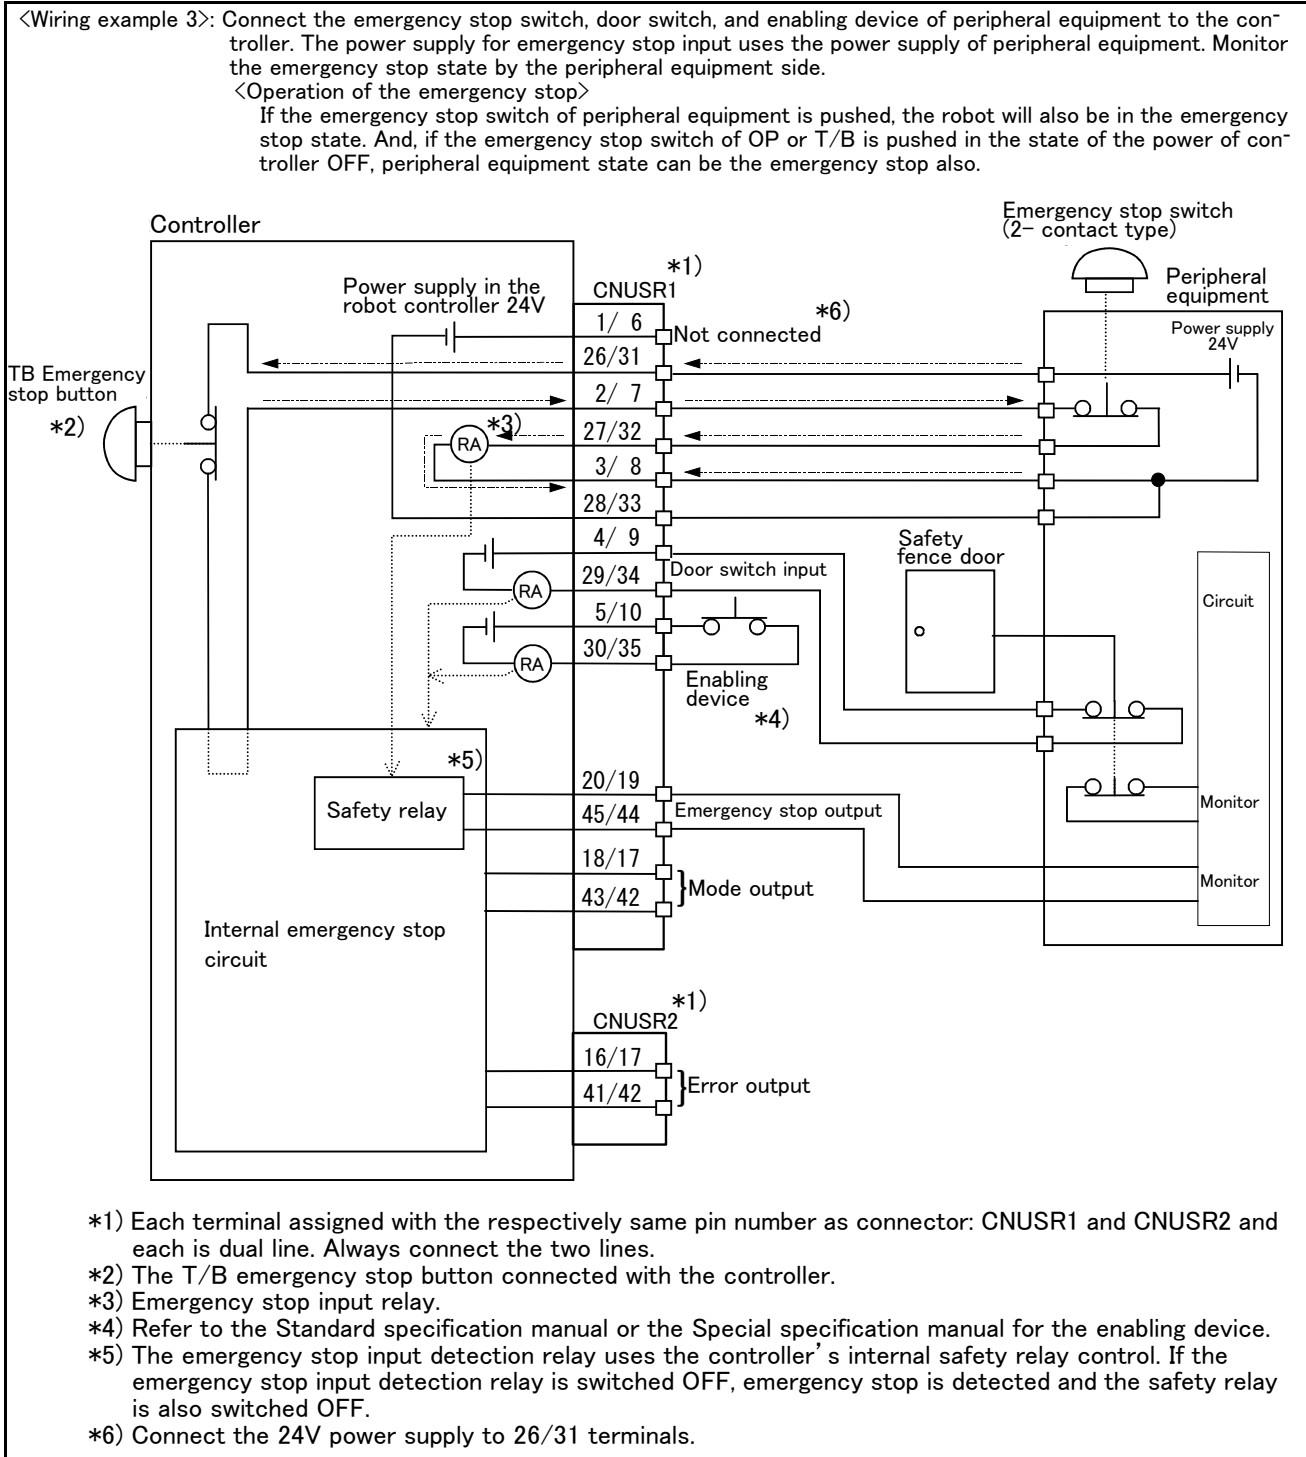 <Wiring example 3>: Connect the emergency stop switch, door switch, and enabling device of peripheral equipment to the con-
troller. The power supply for emergency stop input uses the power supply of peripheral equipment. Monitor
the emergency stop state by the peripheral equipment side.
<Operation of the emergency stop>
If the emergency stop switch of peripheral equipment is pushed, the robot will also be in the emergency
stop state. And, if the emergency stop switch of OP or T/B is pushed in the state of the power of con-
troller OFF, peripheral equipment state can be the emergency stop also.
Emergency stop switch
(2- contact type)
Controller
*1)
Peripheral
equipment
Power supply in the
robot controller 24V
CNUSR1
*6)
1/ 6
Not connected
Power supply
24V
26/31
TB Emergency
stop button
2/ 7
*2)
*3)
RA
27/32
3/ 8
28/33
4/ 9
Safety
fence door
Door switch input
29/34
RA
5/10
Circuit
30/35
RA
Enabling
device
*4)
*5)
20/19
Safety relay
Emergency stop output
Monitor
45/44
18/17
Mode output
Monitor
43/42
Internal emergency stop
circuit
*1)
CNUSR2
16/17
Error output
41/42
*1) Each terminal assigned with the respectively same pin number as connector: CNUSR1 and CNUSR2 and
each is dual line. Always connect the two lines.
*2) The T/B emergency stop button connected with the controller.
*3) Emergency stop input relay.
*4) Refer to the Standard specification manual or the Special specification manual for the enabling device.
*5) The emergency stop input detection relay uses the controller's internal safety relay control. If the
emergency stop input detection relay is switched OFF, emergency stop is detected and the safety relay
is also switched OFF.
*6) Connect the 24V power supply to 26/31 terminals.